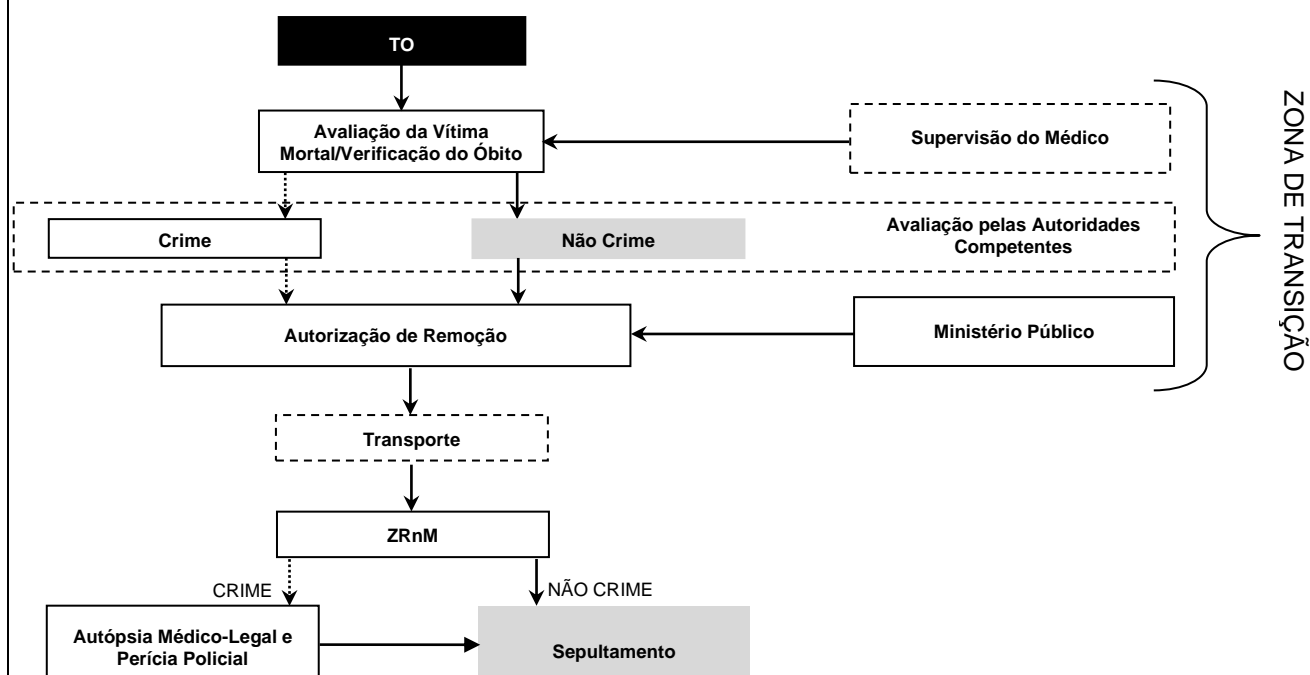 TO
Avaliação da Vítima
Mortal/Verificação do Óbito
Supervisão do Médico
Crime
Não Crime
Avaliação pelas Autoridades
Competentes
Autorização de Remoção
Ministério Público
ZONA DE TRANSIÇÃO
Transporte
ZRnM
CRIME
NÃO CRIME
Autópsia Médico-Legal e
Perícia Policial
Sepultamento